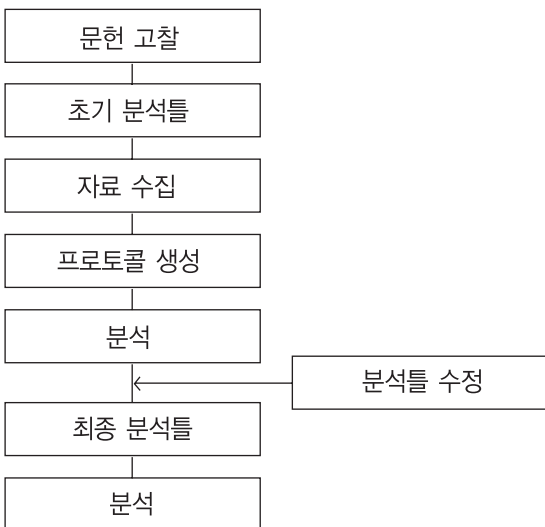 문헌 고찰
초기 분석틀
자료 수집
프로토콜 생성
분석
분석틀 수정
최종 분석틀
분석